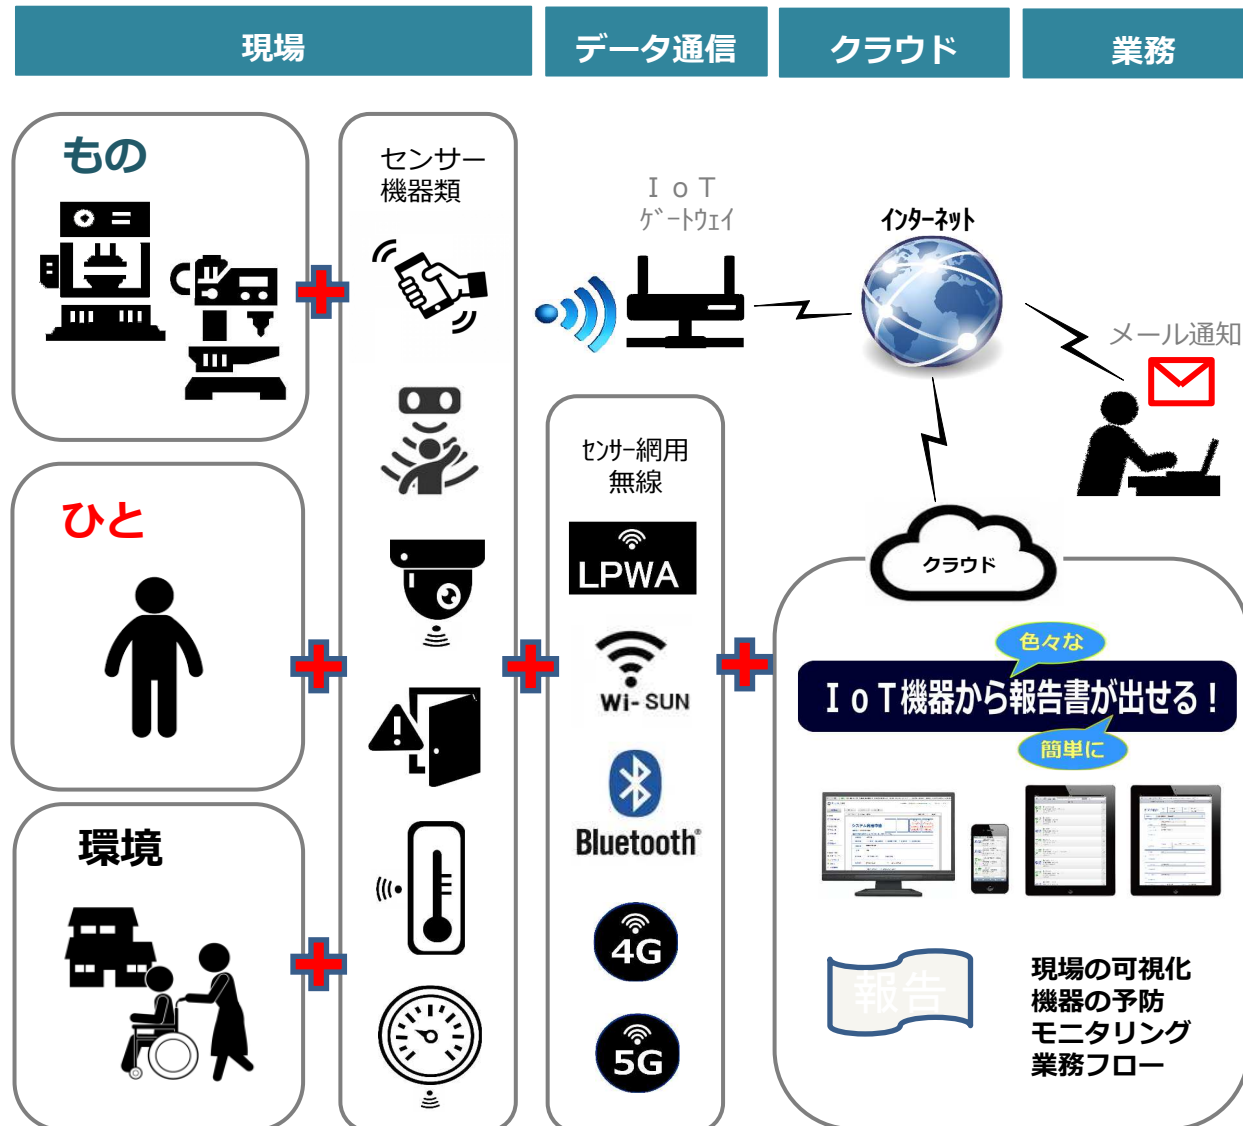 現場
データ通信
クラウド
業務
もの
センサー
機器類
ＩｏＴ
ｹﾞｰﾄｳｪｲ
ｲﾝﾀｰﾈｯﾄ
メール通知
ｾﾝｻｰ網用
無線
ひと
LPWA
クラウド
色々な
ＩｏＴ機器から報告書が出せる！
簡単に
Wi-SUN
Bluetooth®
環境
4G
5G
報告
現場の可視化
機器の予防
モニタリング
業務フロー